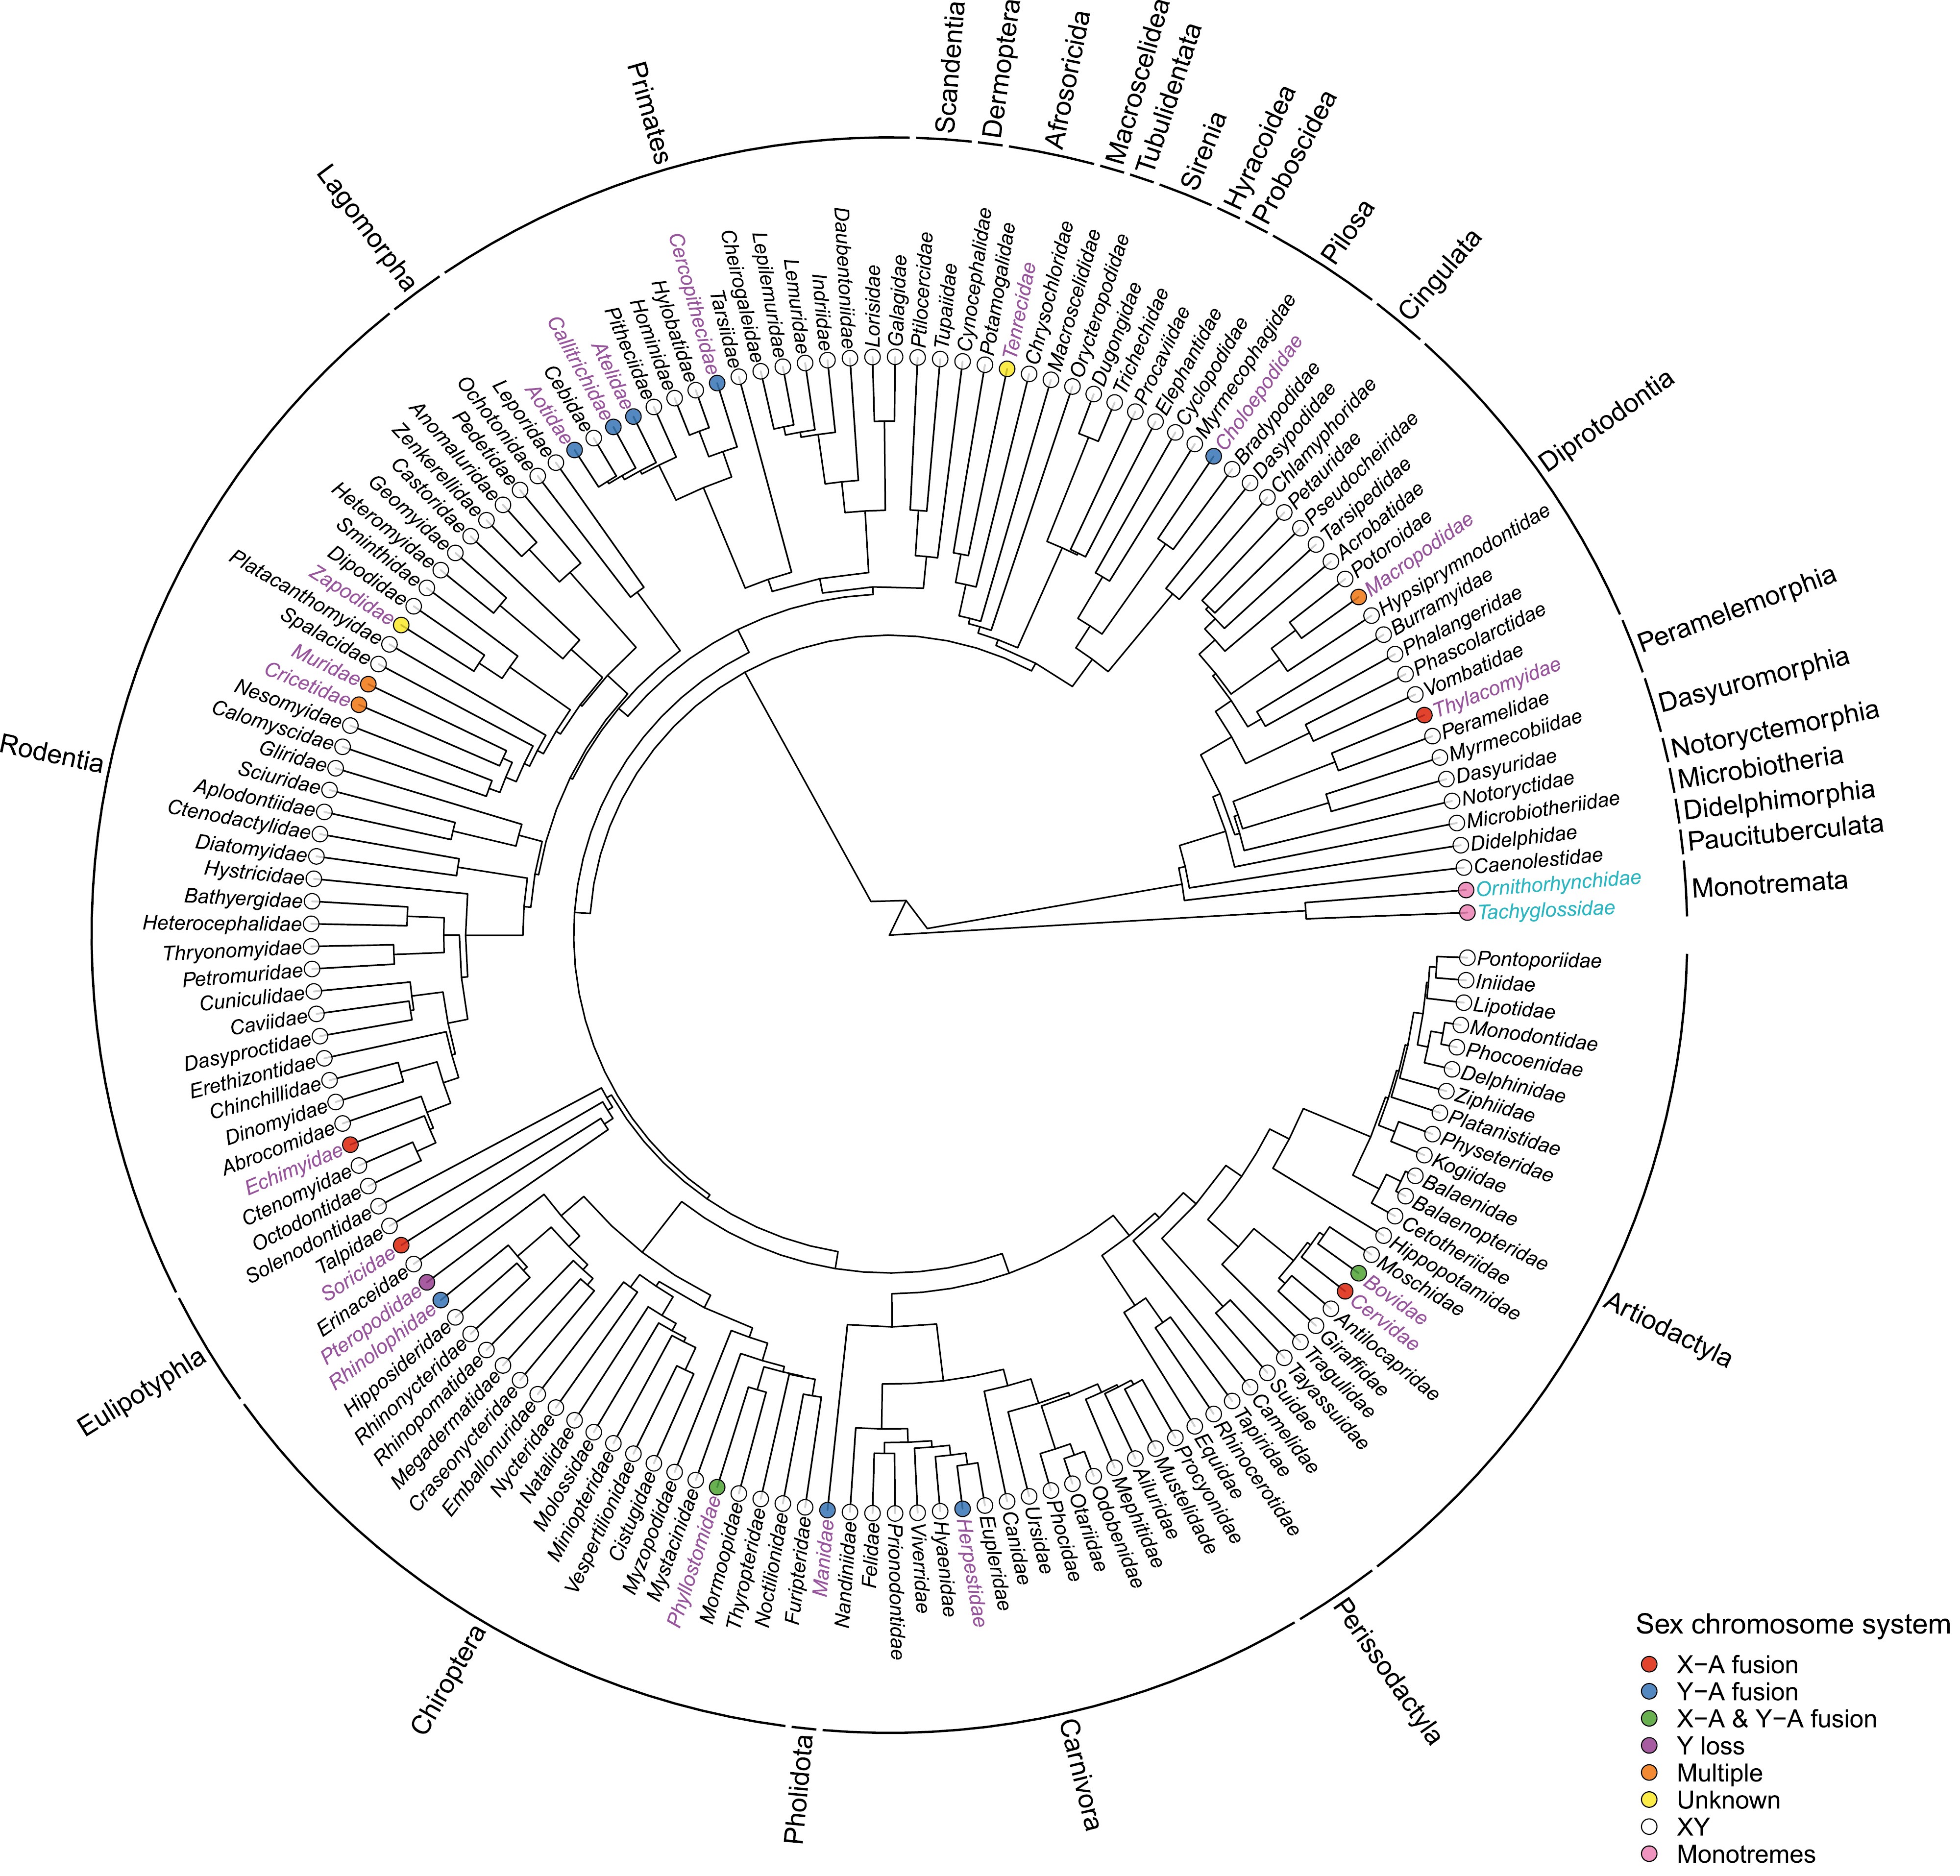 Scandentia
Dermoptera
Afrosoricida
Macroscelidea
Tubulidentata
Sirenia
Hyracoidea
Proboscidea
Pilosa
Cingulata
Diprotodontia
Peramelemorphia
Dasyuromorphia
Notoryctemorphia
Microbiotheria
Didelphimorphia
Paucituberculata
Monotremata
Artiodactyla
Perissodactyla
Carnivora
Pholidota
Chiroptera
Eulipotyphla
Rodentia
Lagomorpha
Primates
Leporidae
Aotidae
Cebidae
Callitrichidae
Atelidae
Pitheciidae
Hominidae
Hylobatidae
Cercopithecidae
Tarsiidae
Cheirogaleidae
Lepilemuridae
Lemuridae
Indriidae
Daubentoniidae
Lorisidae
Galagidae
Ptilocercidae
Tupaiidae
Cynocephalidae
Potamogalidae
Tenrecidae
Chrysochloridae
Macroscelididae
Orycteropodidae
Dugongidae
Trichechidae
Procaviidae
Elephantidae
Cyclopodidae
Myrmecophagidae
Choloepodidae
Bradypodidae
Dasypodidae
Chlamyphoridae
Petauridae
Pseudocheiridae
Tarsipedidae
Acrobatidae
Potoroidae
Macropodidae
Hypsiprymnodontidae
Burramyidae
Phalangeridae
Phascolarctidae
Vombatidae
Thylacomyidae
Peramelidae
Myrmecobiidae
Dasyuridae
Notoryctidae
Microbiotheriidae
Didelphidae
Caenolestidae
Ornithorhynchidae
Tachyglossidae
Pontoporiidae
Iniidae
Lipotidae
Monodontidae
Phocoenidae
Delphinidae
Ziphiidae
Platanistidae
Physeteridae
Kogiidae
Balaenidae
Balaenopteridae
Cetotheriidae
Hippopotamidae
Moschidae
Bovidae
Cervidae
Antilocapridae
Giraffidae
Tragulidae
Tayassuidae
Suidae
Camelidae
Tapiridae
Rhinocerotidae
Equidae
Procyonidae
Mustelidade
Ailuridae
Mephitidae
Odobenidae
Otariidae
Phocidae
Ursidae
Canidae
Eupleridae
Herpestidae
Hyaenidae
Viverridae
Prionodontidae
Felidae
Nandiniidae
Manidae
Furipteridae
Noctilionidae
Thyropteridae
Mormoopidae
Phyllostomidae
Mystacinidae
Myzopodidae
Cistugidae
Vespertilionidae
Miniopteridae
Molossidae
Natalidae
Nycteridae
Emballonuridae
Craseonycteridae
Megadermatidae
Rhinopomatidae
Rhinonycteridae
Hipposideridae
Rhinolophidae
Pteropodidae
Erinaceidae
Soricidae
Talpidae
Solenodontidae
Octodontidae
Ctenomyidae
Echimyidae
Abrocomidae
Dinomyidae
Chinchillidae
Erethizontidae
Dasyproctidae
Caviidae
Cuniculidae
Petromuridae
Thryonomyidae
Heterocephalidae
Bathyergidae
Hystricidae
Diatomyidae
Ctenodactylidae
Aplodontiidae
Sciuridae
Gliridae
Calomyscidae
Nesomyidae
Cricetidae
Muridae
Spalacidae
Platacanthomyidae
Zapodidae
Dipodidae
Sminthidae
Heteromyidae
Geomyidae
Castoridae
Zenkerellidae
Anomaluridae
Pedetidae
Ochotonidae
Sex chromosome system
X−A fusion
Y−A fusion
X−A & Y−A fusion
Y loss
Multiple
Unknown
XY
Monotremes